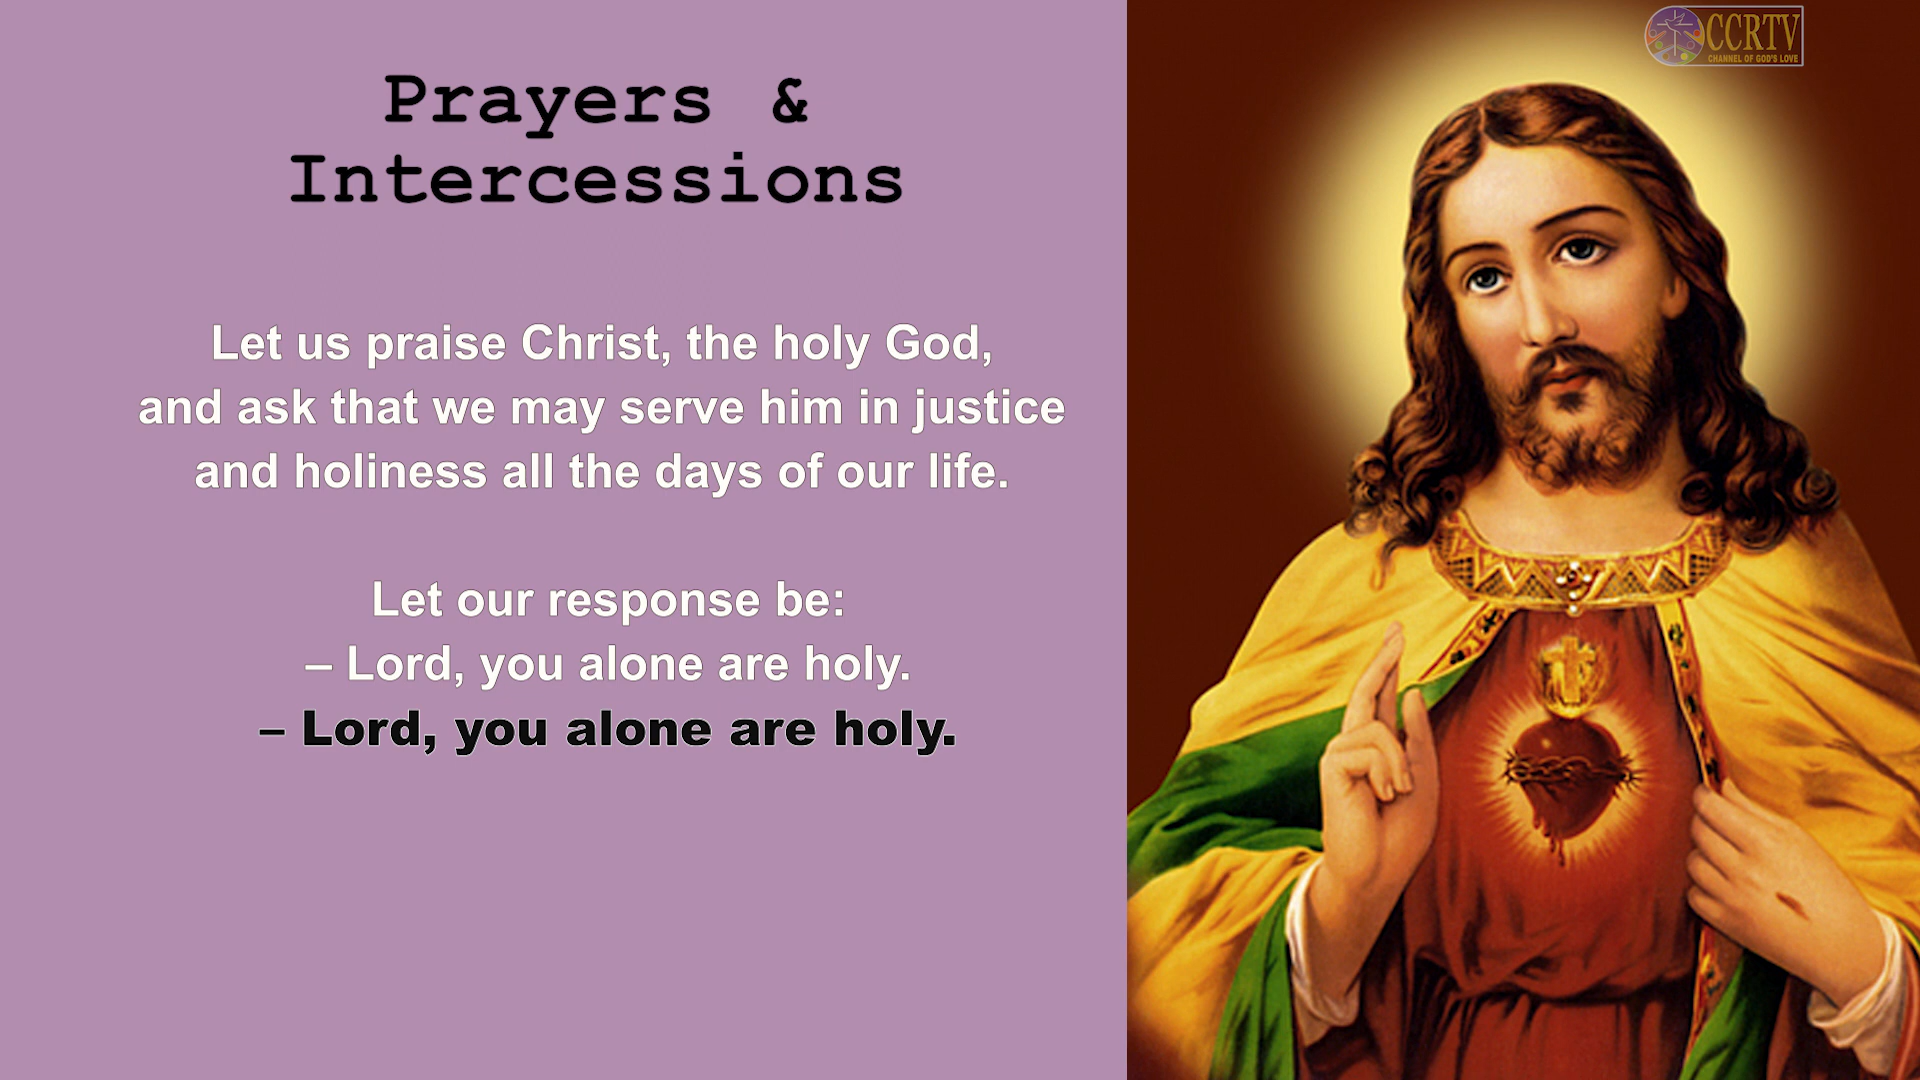 Prayers &
Intercessions
Let us praise Christ, the holy God,
and ask that we may serve him in justice
and holiness all the days of our life.
Let our response be:
– Lord, you alone are holy.
– Lord, you alone are holy.
CCRTV
CHANNEL OF GOD'S LOVE